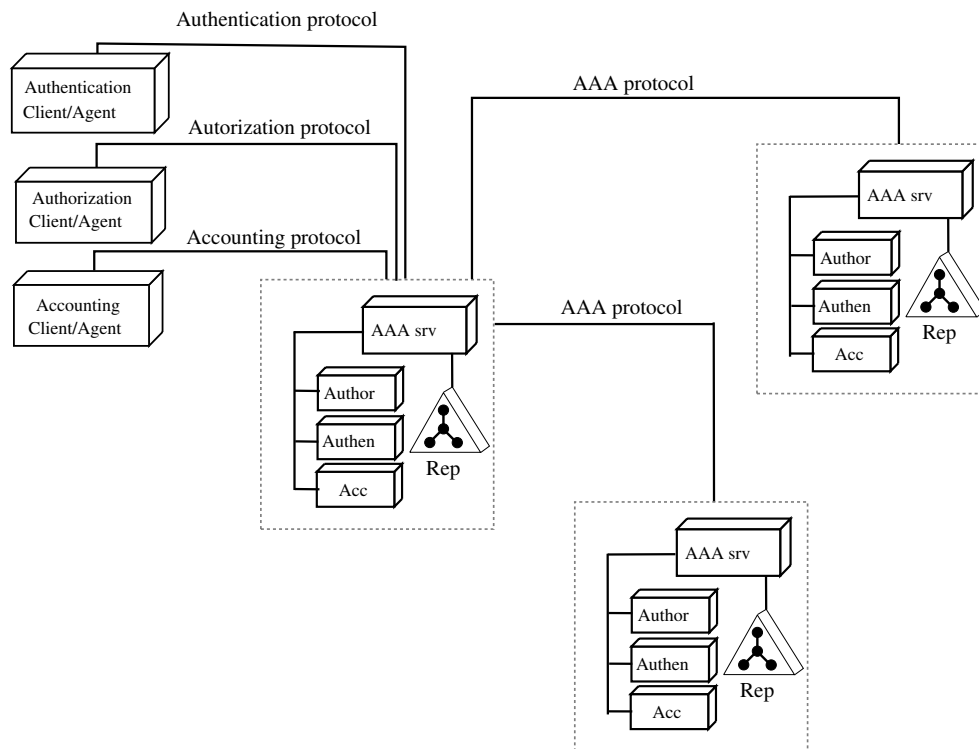 Authentication protocol
Authentication
Client/Agent
AAA protocol
Autorization protocol
Authorization
Client/Agent
AAA srv
Author
Authen
Acc
Rep
Accounting protocol
Accounting
Client/Agent
AAA protocol
AAA srv
Author
Authen
Acc
Rep
AAA srv
Author
Authen
Acc
Rep